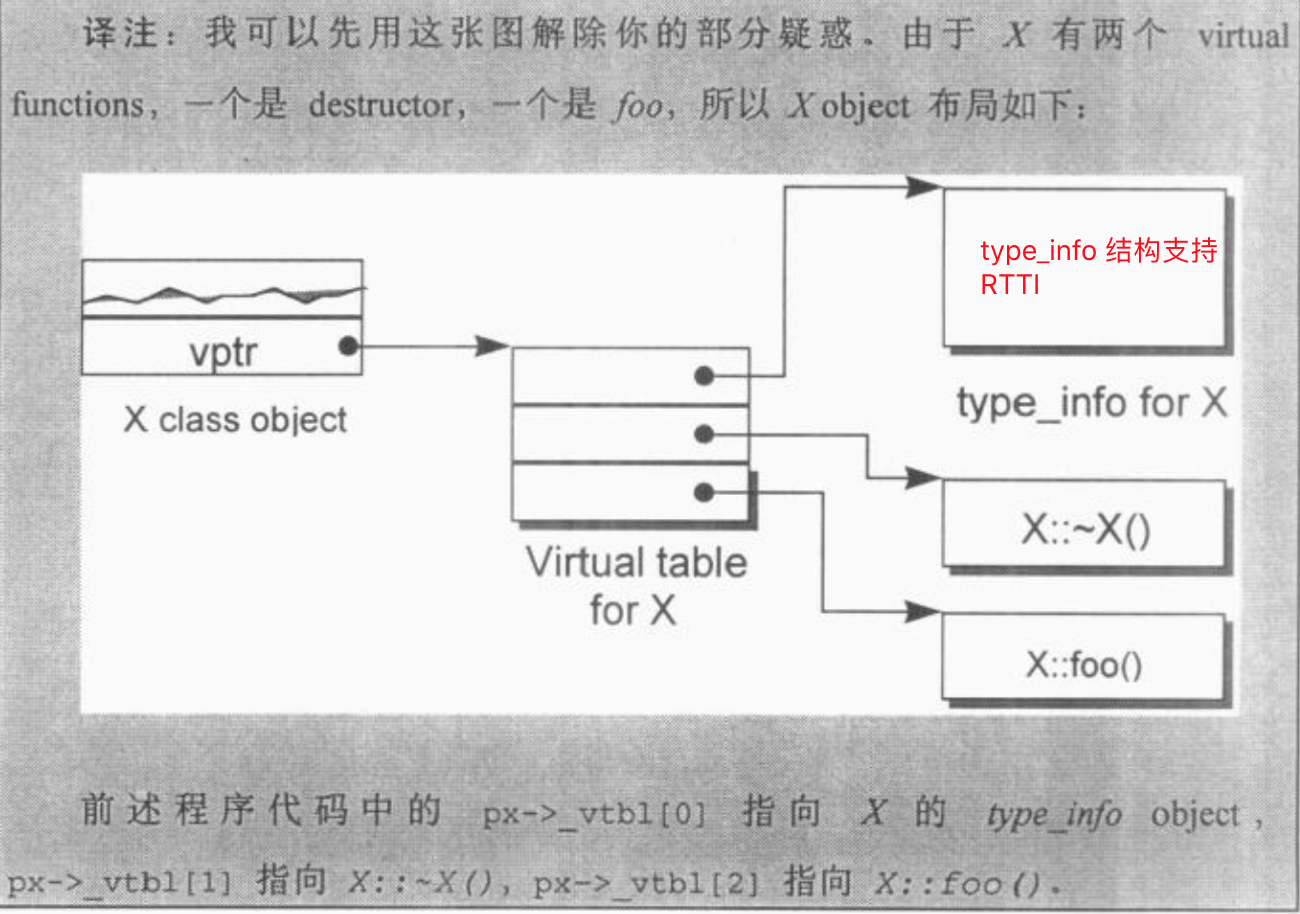 译注：我可以先用这张图解除你的部分疑惑。由于 X 有两个 virtual
functions，一个是 destructor，一个是 foo，所以 X object 布局如下：
type_info 结构支持
RTTI
vptr
X class object
type_info for X
X::~X()
Virtual table
for X
X::foo()
前述程序代码中的 px->_vtbl[0] 指向 X 的 type_info object，
px->_vtbl[1] 指向 X::~X()，px->_vtbl[2] 指向 X::foo()。